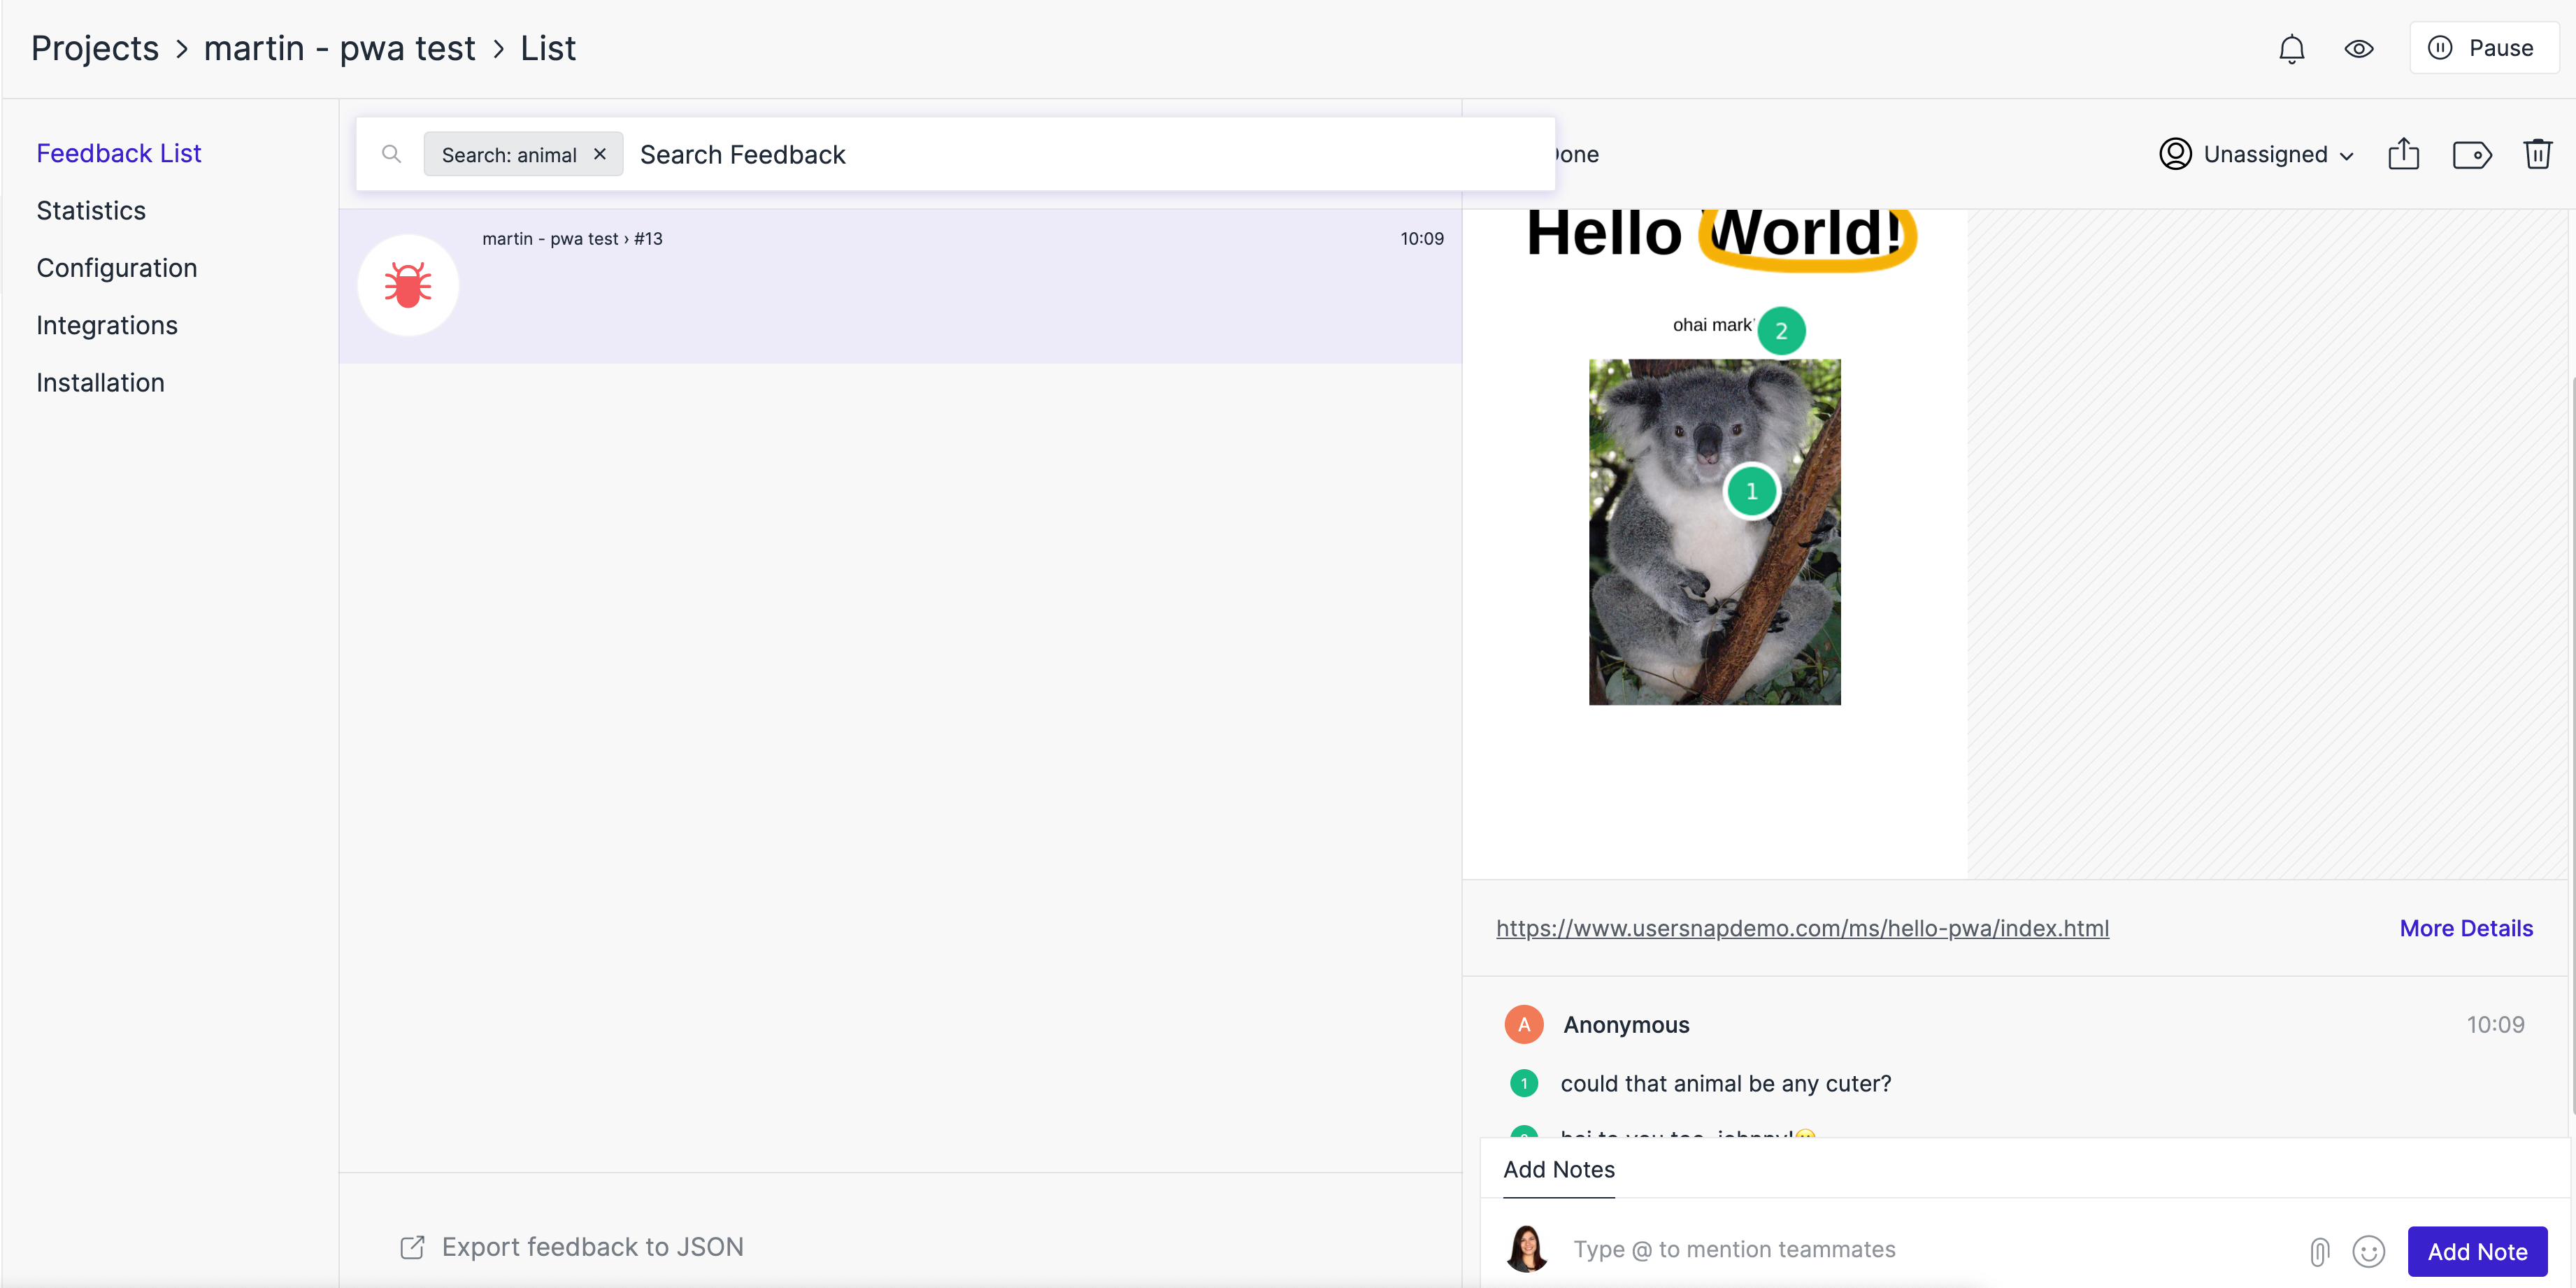 Projects > martin - pwa test > List
Pause
Feedback List
Statistics
Configuration
Integrations
Installation
Search: animal × Search Feedback
Unassigned
martin - pwa test › #13
10:09
Hello World!
ohai mark
2
1
https://www.usersnapdemo.com/ms/hello-pwa/index.html
More Details
A Anonymous
10:09
1 could that animal be any cuter?
Add Notes
Type @ to mention teammates
Add Note
Export feedback to JSON